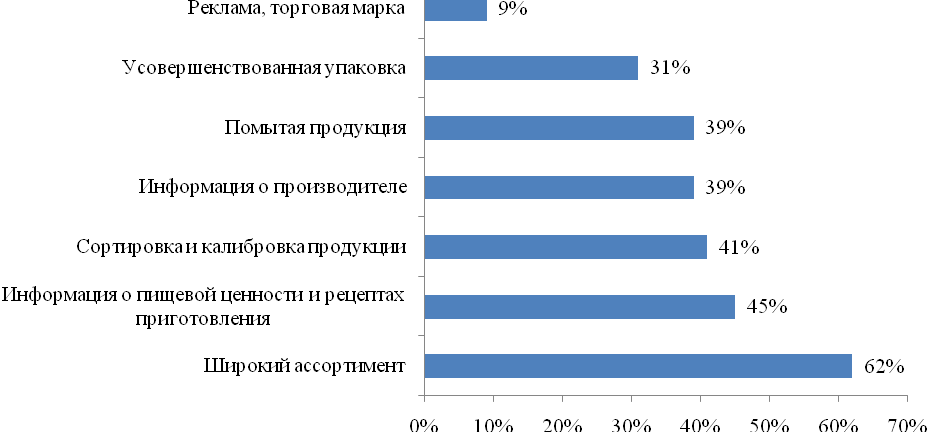 Реклама, торговая марка 9%
Усовершенствованная упаковка 31%
Помытая продукция 39%
Информация о производителе 39%
Сортировка и калибровка продукции 41%
Информация о пищевой ценности и рецептах
приготовления 45%
Широкий ассортимент 62%
0% 10% 20% 30% 40% 50% 60% 70%